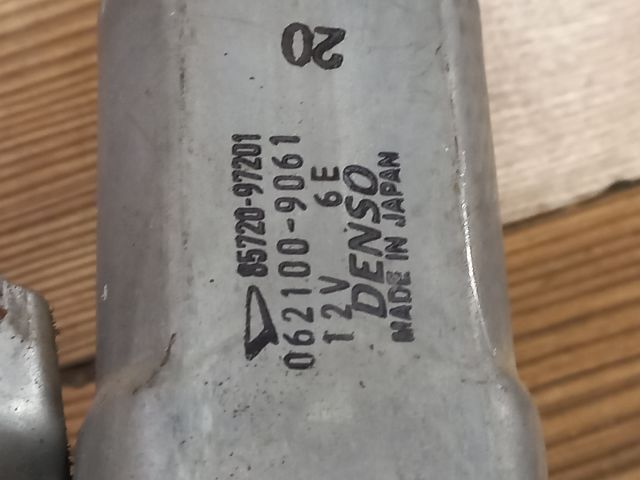 20
85720-97201
062100-9061
12V 6E
DENSO
MADE IN JAPAN